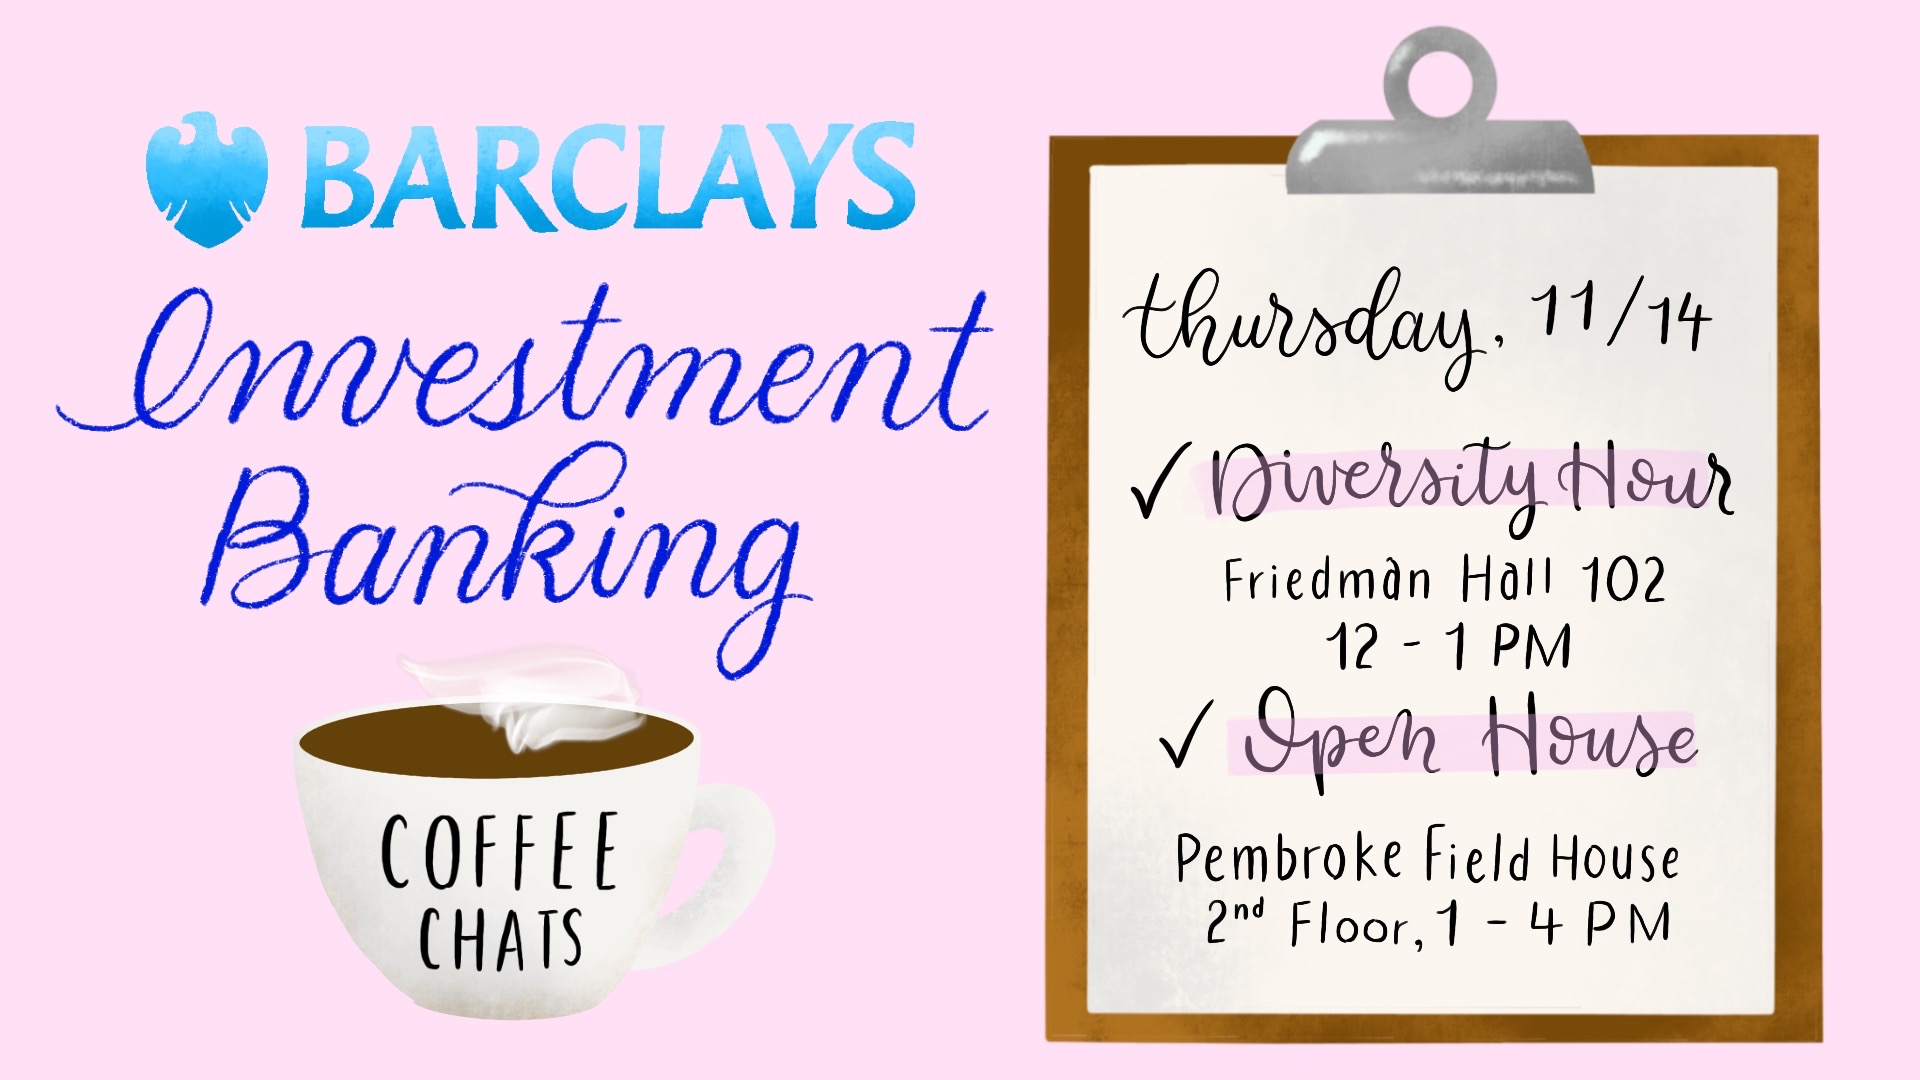 BARCLAYS
Investment
Banking
COFFEE
CHATS
thursday, 11/14
✓ Diversity Hour
Friedman Hall 102
12 - 1 PM
✓ Open House
Pembroke Field House
2nd Floor, 1 - 4 PM